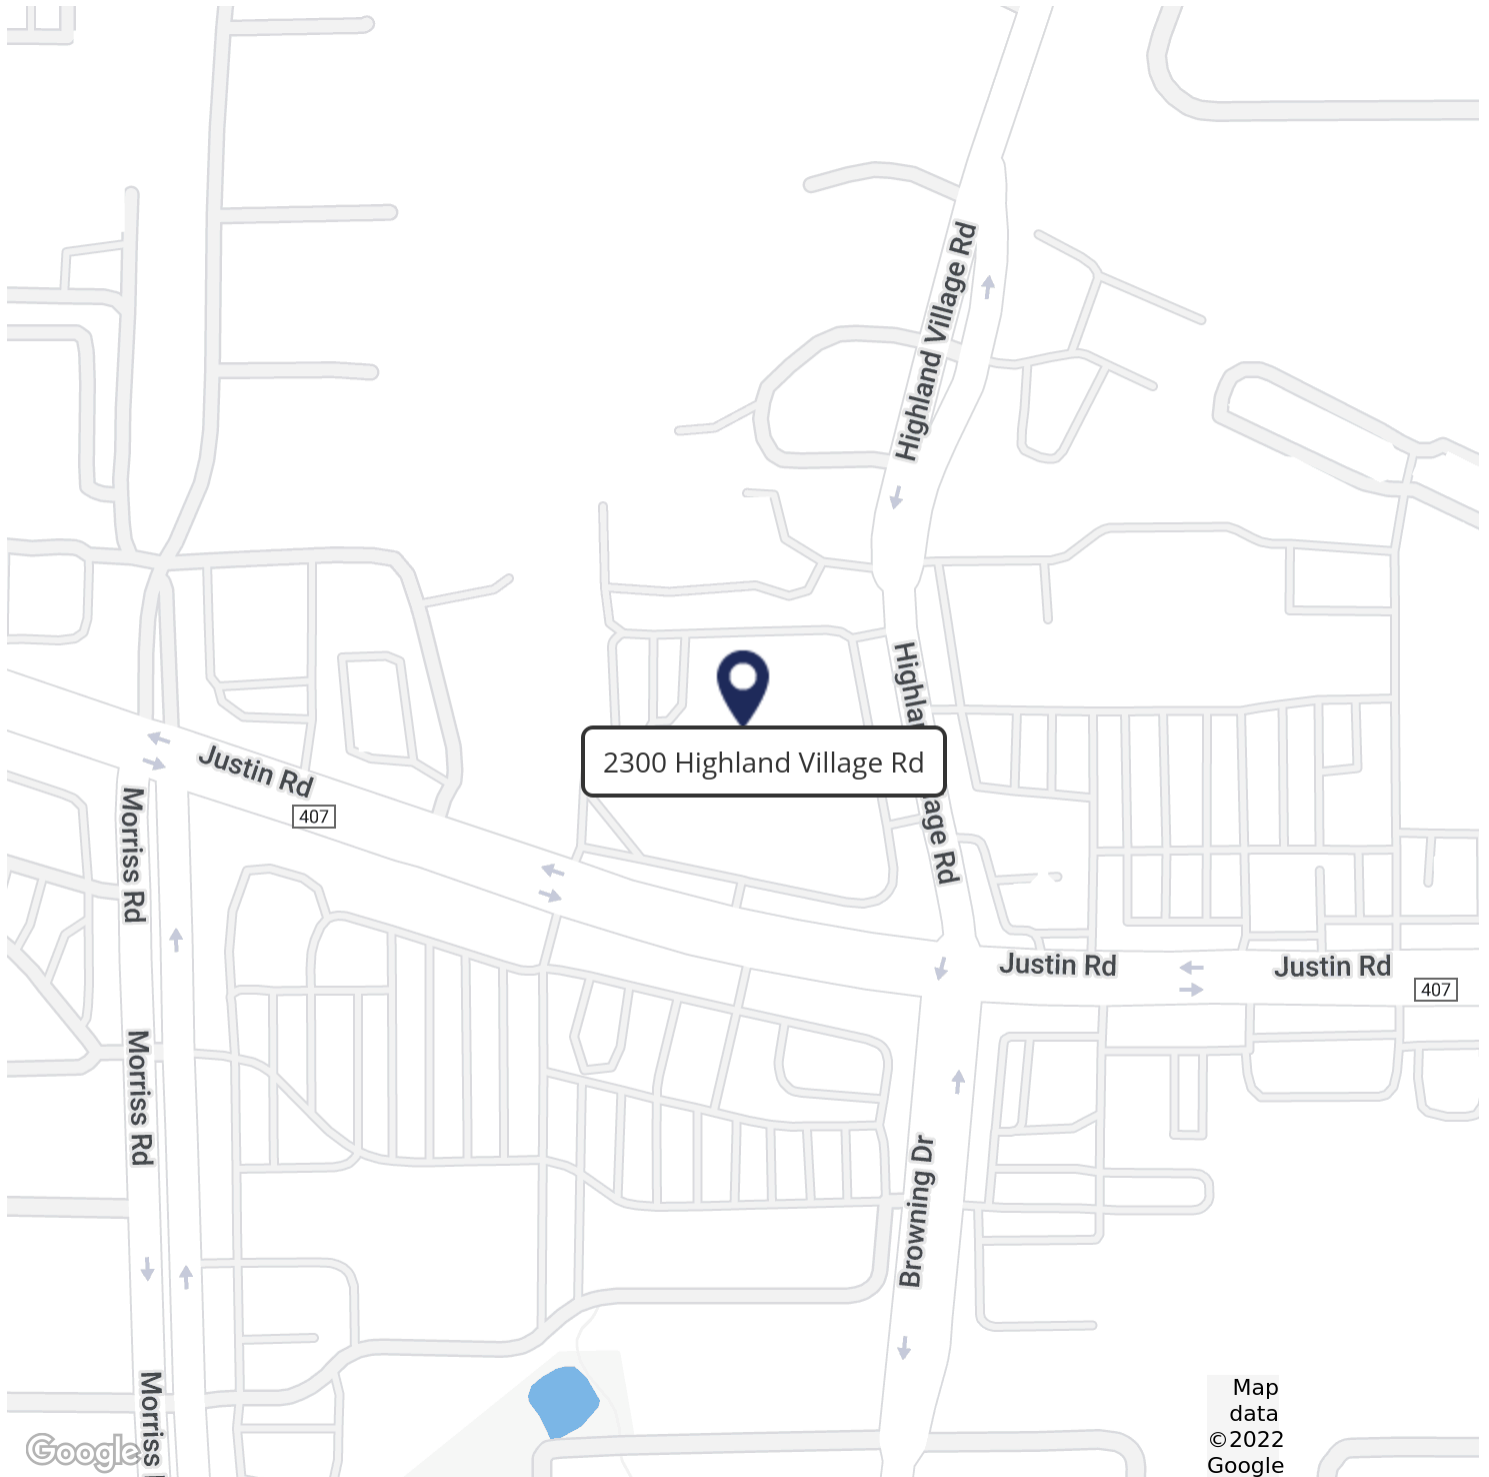 Highland Village Rd
2300 Highland Village Rd
Justin Rd
407
Morriss Rd
Justin Rd
Justin Rd
407
Morriss Rd
Browning Dr
Morriss
Google
Map
data
©2022
Google